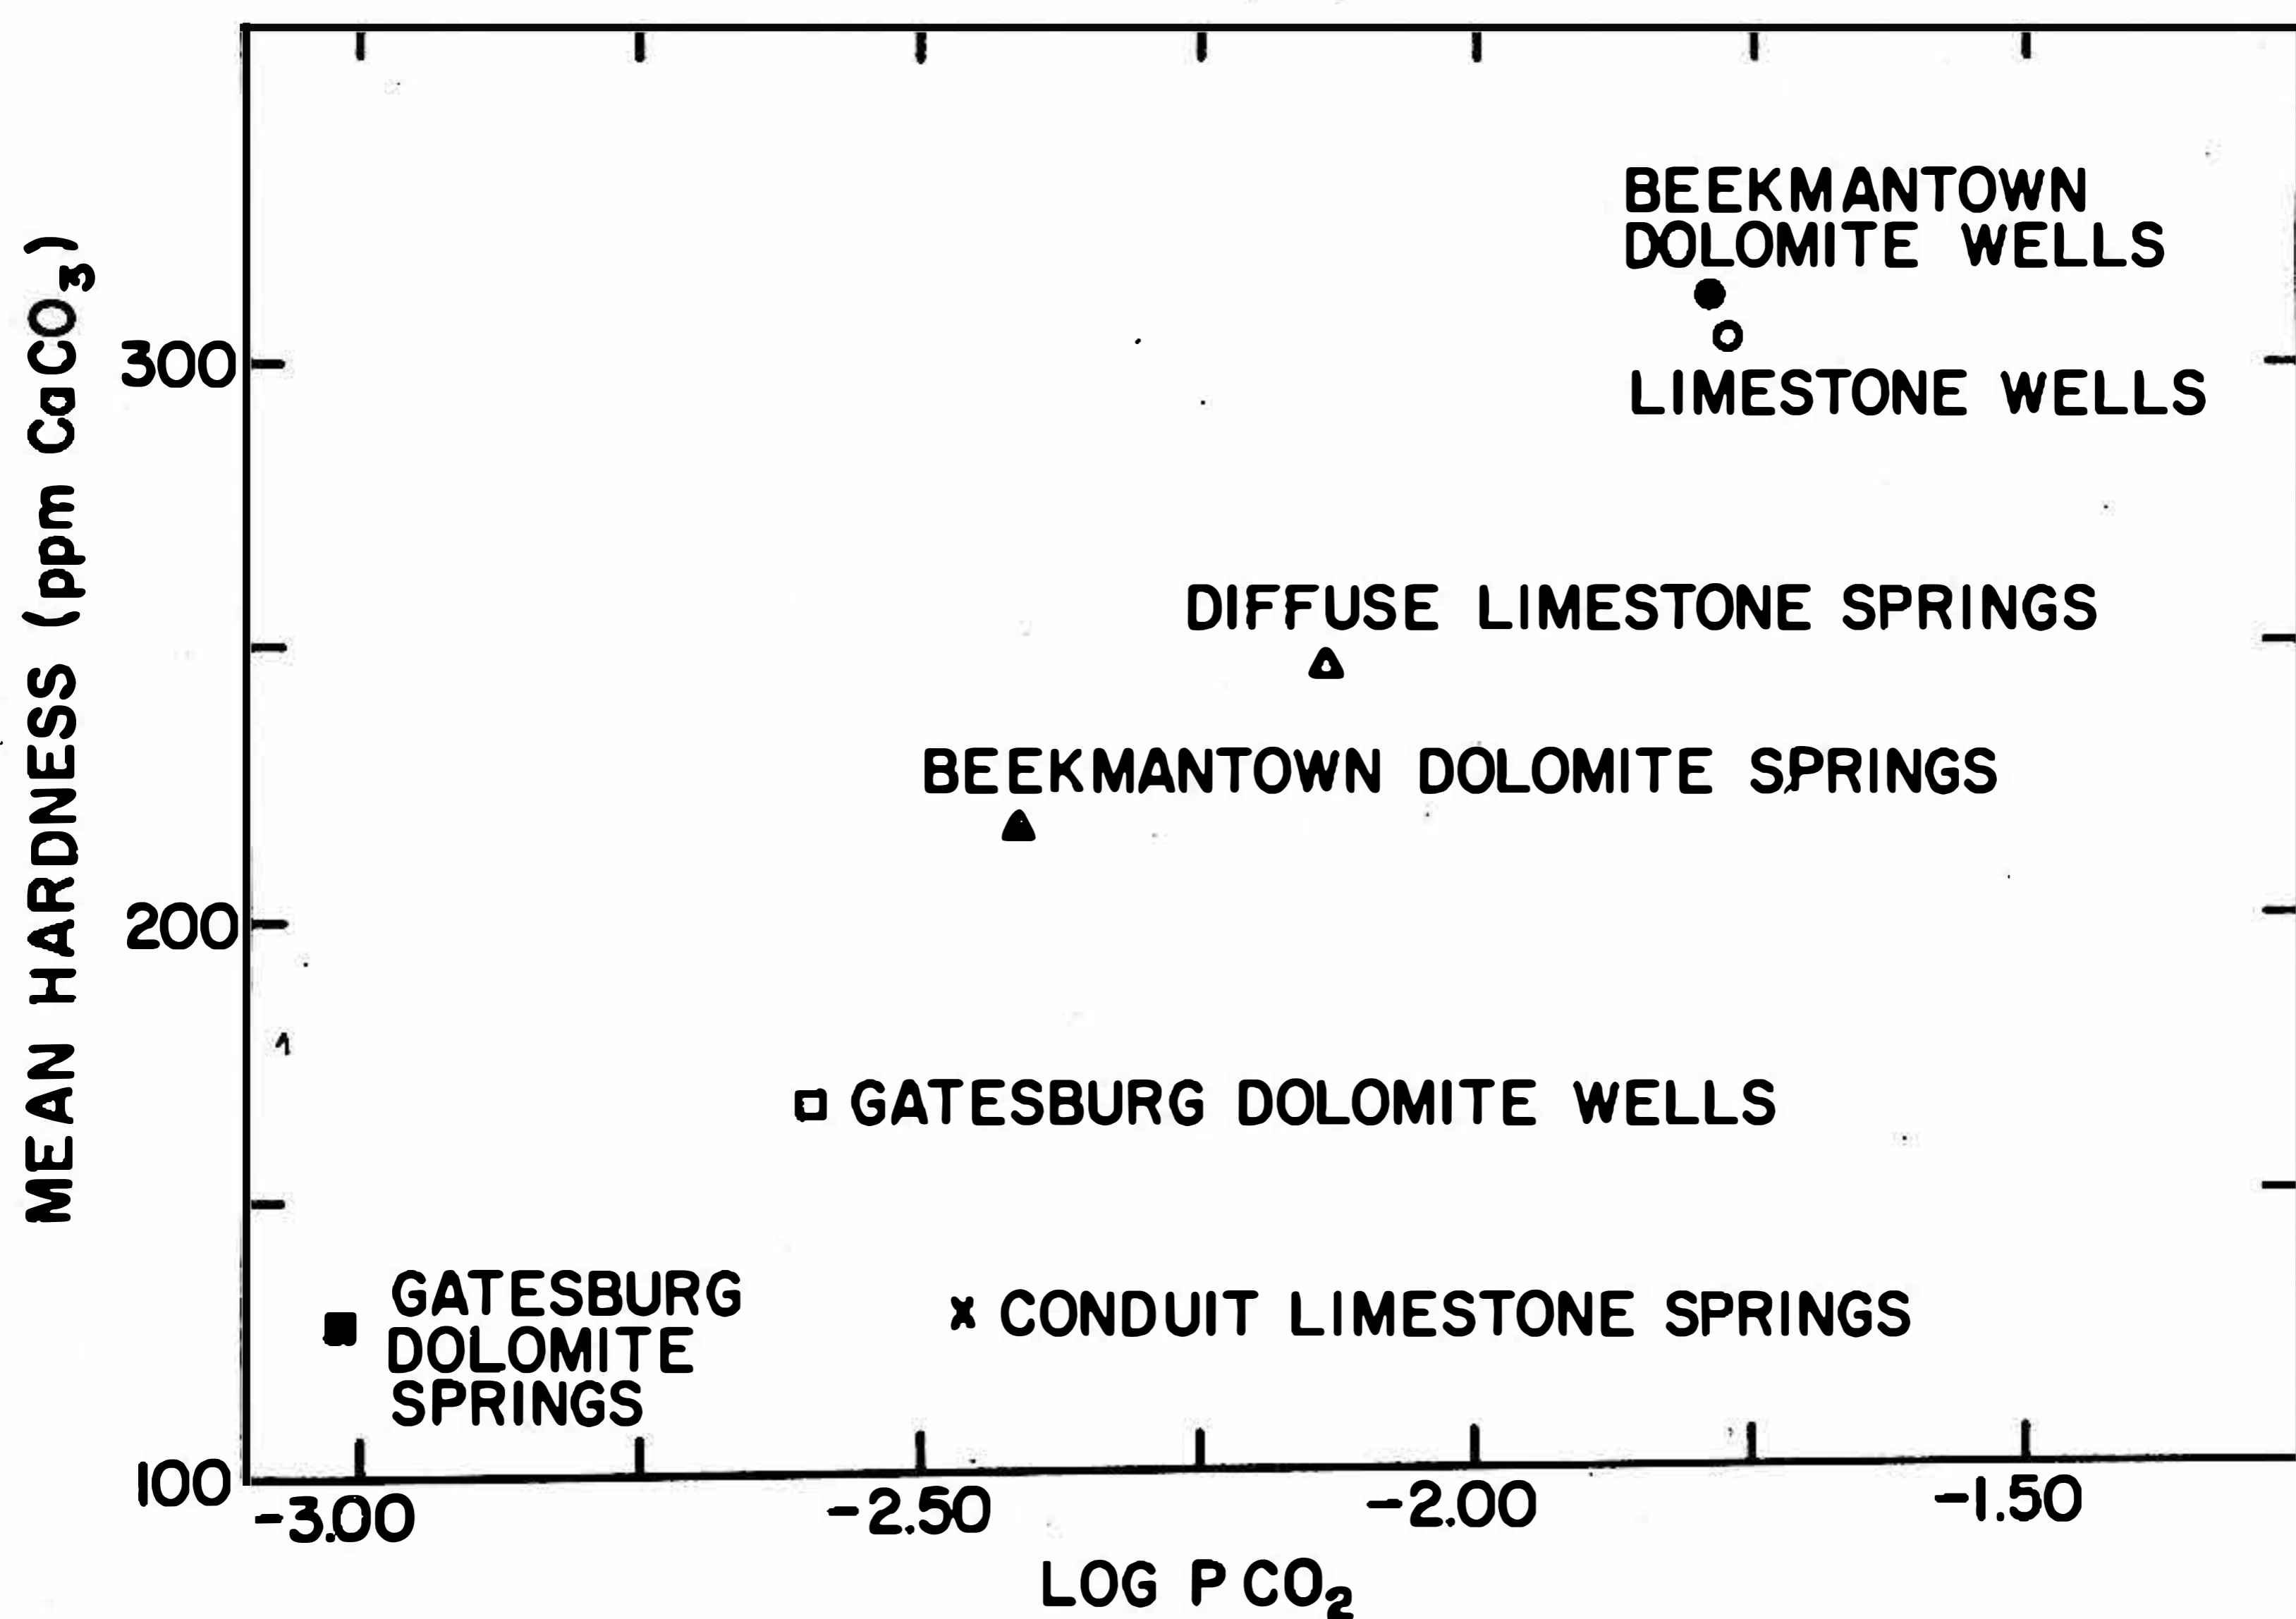 BEEKMANTOWN
DOLOMITE WELLS
LIMESTONE WELLS
DIFFUSE LIMESTONE SPRINGS
BEEKMANTOWN DOLOMITE SPRINGS
GATESBURG DOLOMITE WELLS
GATESBURG
DOLOMITE
SPRINGS
CONDUIT LIMESTONE SPRINGS
MEAN HARDNESS (ppm CaCO₃)
300
200
100
-3.00
-2.50
-2.00
-1.50
LOG P CO₂